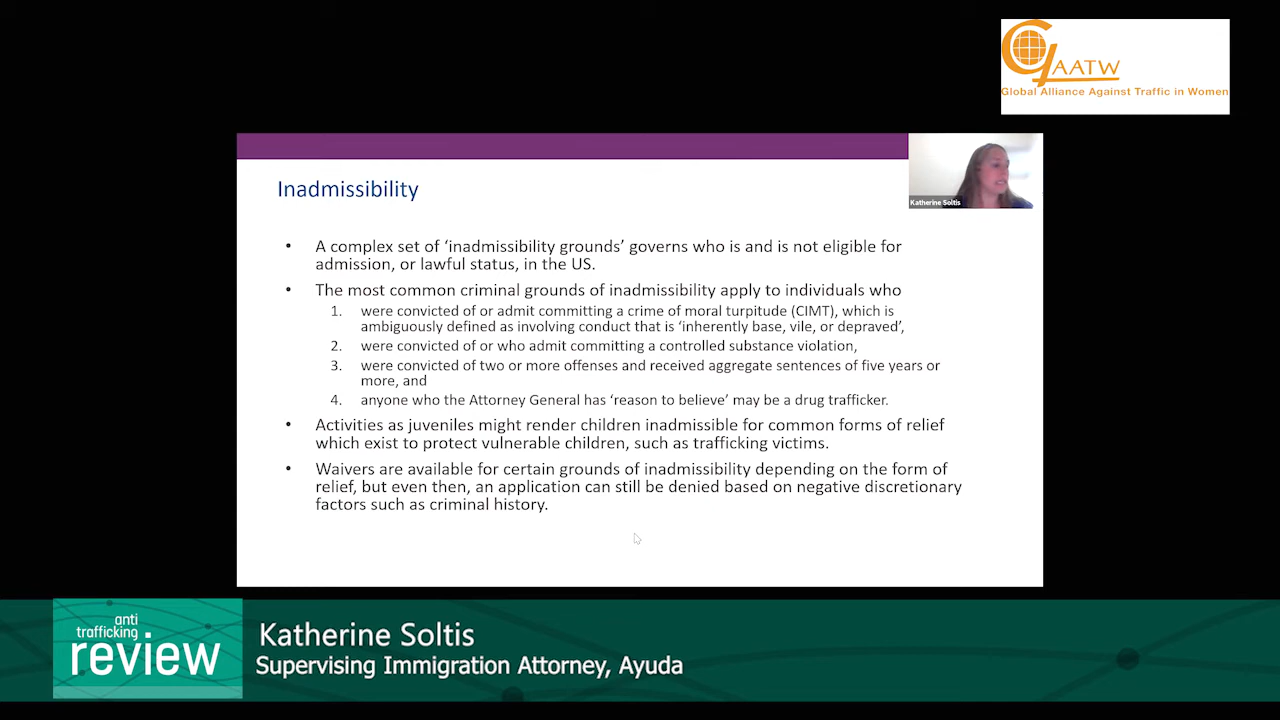 GAATW
Global Alliance Against Traffic in Women
Katherine Soltis
Inadmissibility
• A complex set of ‘inadmissibility grounds’ governs who is and is not eligible for
admission, or lawful status, in the US.
• The most common criminal grounds of inadmissibility apply to individuals who
1. were convicted of or admit committing a crime of moral turpitude (CIMT), which is
ambiguously defined as involving conduct that is ‘inherently base, vile, or depraved’,
2. were convicted of or who admit committing a controlled substance violation,
3. were convicted of two or more offenses and received aggregate sentences of five years or
more, and
4. anyone who the Attorney General has ‘reason to believe’ may be a drug trafficker.
• Activities as juveniles might render children inadmissible for common forms of relief
which exist to protect vulnerable children, such as trafficking victims.
• Waivers are available for certain grounds of inadmissibility depending on the form of
relief, but even then, an application can still be denied based on negative discretionary
factors such as criminal history.
anti
trafficking
review
Katherine Soltis
Supervising Immigration Attorney, Ayuda